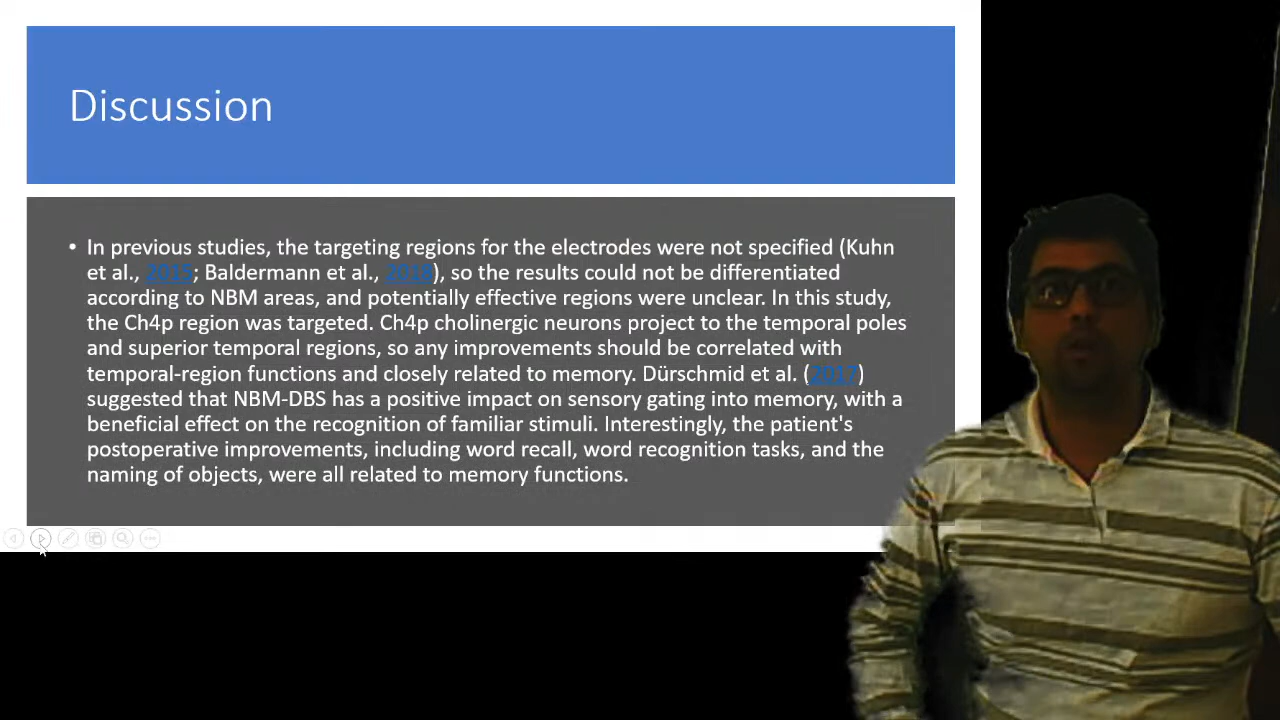 Discussion
• In previous studies, the targeting regions for the electrodes were not specified (Kuhn
et al., 2015; Baldermann et al., 2018), so the results could not be differentiated
according to NBM areas, and potentially effective regions were unclear. In this study,
the Ch4p region was targeted. Ch4p cholinergic neurons project to the temporal poles
and superior temporal regions, so any improvements should be correlated with
temporal-region functions and closely related to memory. Dürschmid et al. (2017)
suggested that NBM-DBS has a positive impact on sensory gating into memory, with a
beneficial effect on the recognition of familiar stimuli. Interestingly, the patient's
postoperative improvements, including word recall, word recognition tasks, and the
naming of objects, were all related to memory functions.